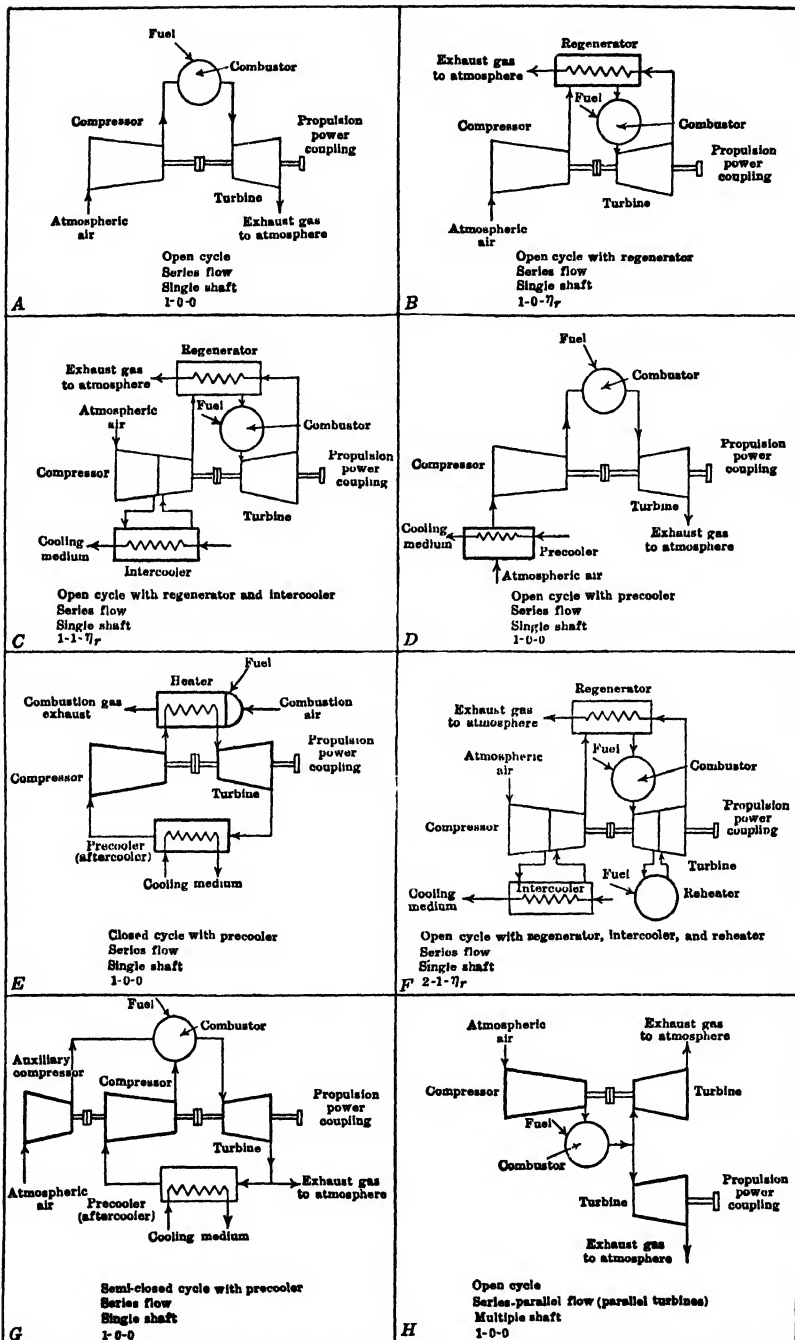 Fuel
Combustor
Compressor
Propulsion
power
coupling
Turbine
Atmospheric
air
Exhaust gas
to atmosphere
Open cycle
Series flow
Single shaft
1-0-0
A
Regenerator
Exhaust gas
to atmosphere
Fuel
Compressor
Combustor
Propulsion
power
coupling
Turbine
Atmospheric
air
Open cycle with regenerator
Series flow
Single shaft
1-0-ηr
B
Regenerator
Exhaust gas
to atmosphere
Fuel
Atmospheric
air
Combustor
Compressor
Propulsion
power
coupling
Turbine
Cooling
medium
Intercooler
Open cycle with regenerator and intercooler
Series flow
Single shaft
1-1-ηr
C
Fuel
Combustor
Compressor
Propulsion power
coupling
Turbine
Cooling
medium
Precooler
Exhaust gas
to atmosphere
Atmospheric air
Open cycle with precooler
Series flow
Single shaft
1-0-0
D
Fuel
Heater
Combustion gas
exhaust
Combustion
air
Propulsion
power
coupling
Compressor
Turbine
Precooler
(aftercooler)
Cooling medium
Closed cycle with precooler
Series flow
Single shaft
1-0-0
E
Regenerator
Exhaust gas
to atmosphere
Fuel
Atmospheric
air
Combustor
Compressor
Propulsion
power
coupling
Turbine
Cooling
medium
Intercooler
Fuel
Reheater
Open cycle with regenerator, intercooler, and reheater
Series flow
Single shaft
2-1-ηr
F
Fuel
Combustor
Auxiliary
compressor
Compressor
Propulsion
power
coupling
Turbine
Atmospheric
air
Precooler
(aftercooler)
Exhaust gas
to atmosphere
Cooling medium
Semi-closed cycle with precooler
Series flow
Single shaft
1-0-0
G
Atmospheric
air
Exhaust gas
to atmosphere
Compressor
Turbine
Fuel
Combustor
Turbine
Propulsion
power
coupling
Exhaust gas
to atmosphere
Open cycle
Series-parallel flow (parallel turbines)
Multiple shaft
1-0-0
H